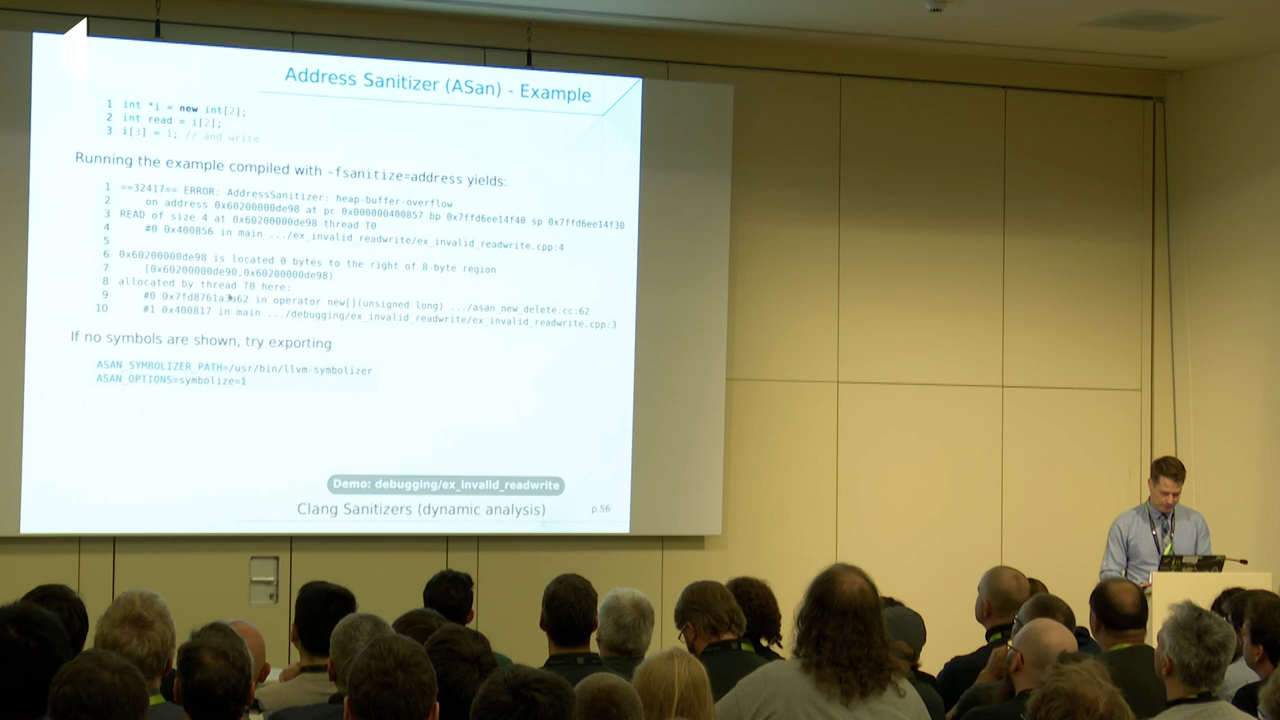 Address Sanitizer (ASan) - Example
1 int *i = new int[2];
2 int read = i[2];
3 i[3] = 1; // and write
Running the example compiled with -fsanitize=address yields:
1 ==32417== ERROR: AddressSanitizer: heap-buffer-overflow
2 on address 0x60200000de98 at pc 0x000000400857 bp 0x7ffd6ee14f40 sp 0x7ffd6ee14f30
3 READ of size 4 at 0x60200000de98 thread T0
4 #0 0x400856 in main .../ex_invalid_readwrite/ex_invalid_readwrite.cpp:4
5
6 0x60200000de98 is located 0 bytes to the right of 8-byte region
7 [0x60200000de90,0x60200000de98)
8 allocated by thread T0 here:
9 #0 0x7fd8761a3a62 in operator new[](unsigned long) .../asan_new_delete.cc:62
10 #1 0x400817 in main .../debugging/ex_invalid_readwrite/ex_invalid_readwrite.cpp:3
If no symbols are shown, try exporting
ASAN_SYMBOLIZER_PATH=/usr/bin/llvm-symbolizer
ASAN_OPTIONS=symbolize=1
Demo: debugging/ex_invalid_readwrite
Clang Sanitizers (dynamic analysis)
p.56